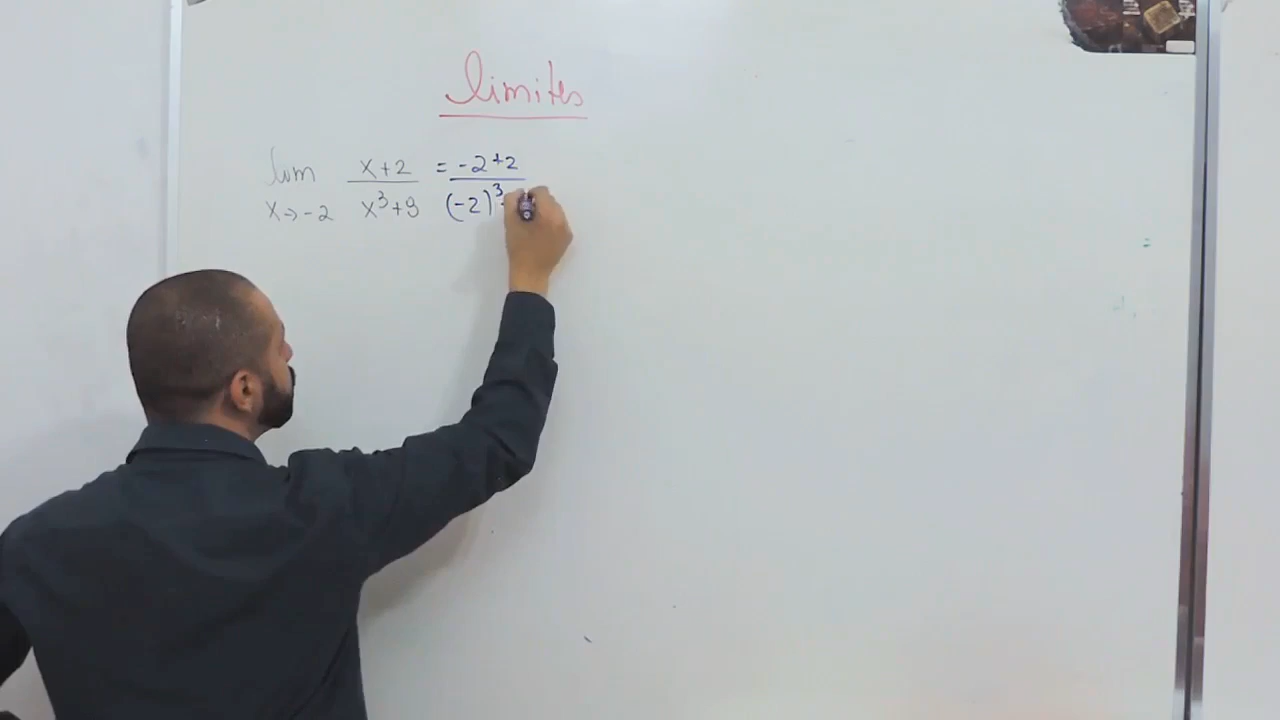 limites
lim x+2 = -2+2
x→-2 x³+8 (-2)³